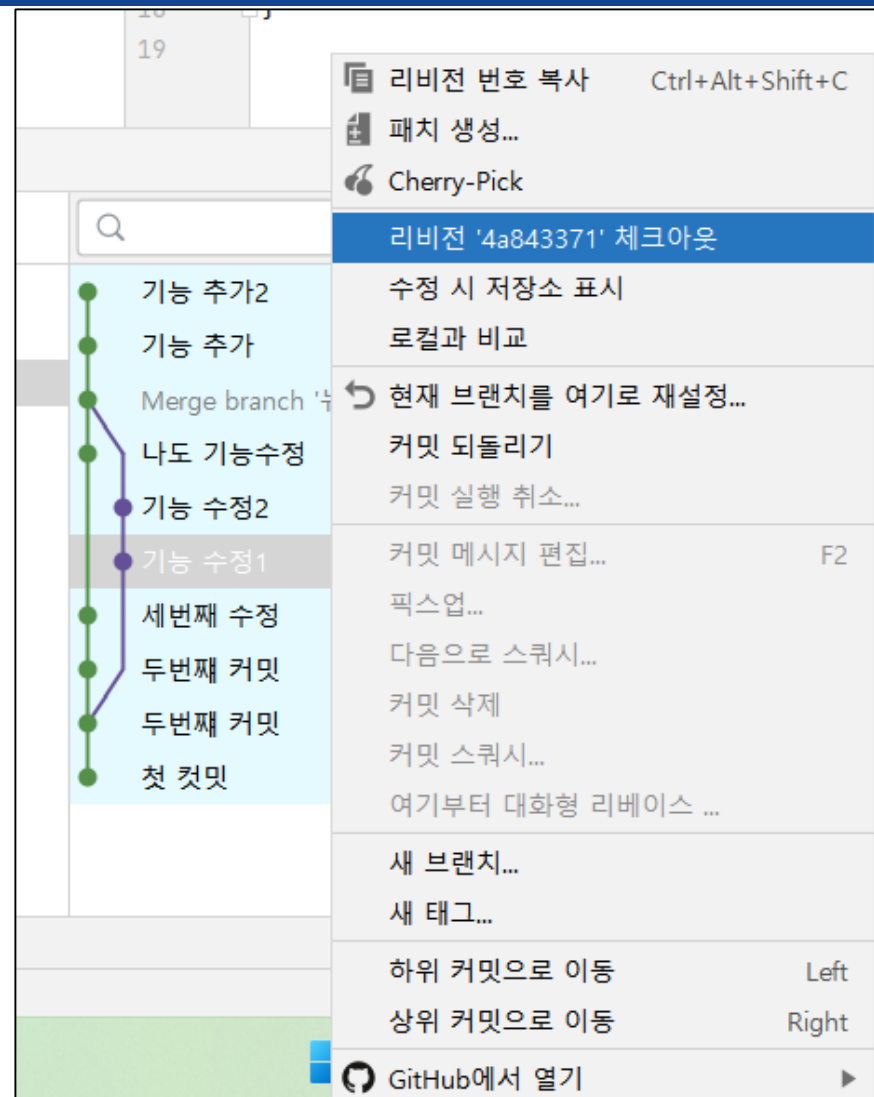 19
리비전 번호 복사 Ctrl+Alt+Shift+C
패치 생성...
Cherry-Pick
리비전 '4a843371' 체크아웃
수정 시 저장소 표시
로컬과 비교
현재 브랜치를 여기로 재설정...
커밋 되돌리기
커밋 실행 취소...
커밋 메시지 편집... F2
픽스업...
다음으로 스쿼시...
커밋 삭제
커밋 스쿼시...
여기부터 대화형 리베이스 ...
새 브랜치...
새 태그...
하위 커밋으로 이동 Left
상위 커밋으로 이동 Right
GitHub에서 열기
기능 추가2
기능 추가
Merge branch '
나도 기능수정
기능 수정2
기능 수정1
세번째 수정
두번째 커밋
두번째 커밋
첫 컷밋